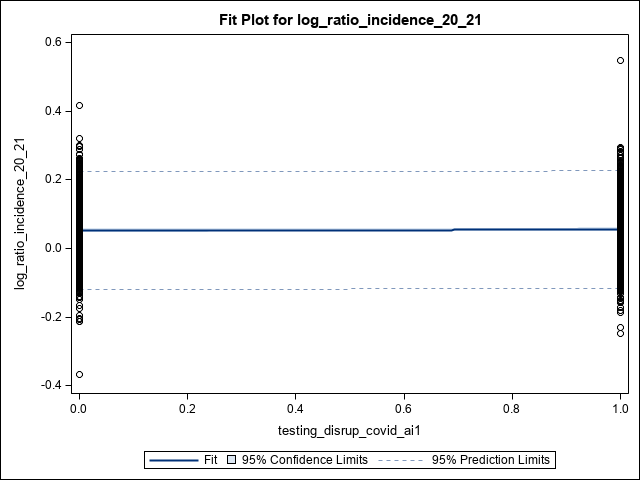 Fit Plot for log_ratio_incidence_20_21
0.6
0.4
0.2
0.0
-0.2
-0.4
log_ratio_incidence_20_21
0.0 0.2 0.4 0.6 0.8 1.0
testing_disrup_covid_ai1
Fit 95% Confidence Limits 95% Prediction Limits